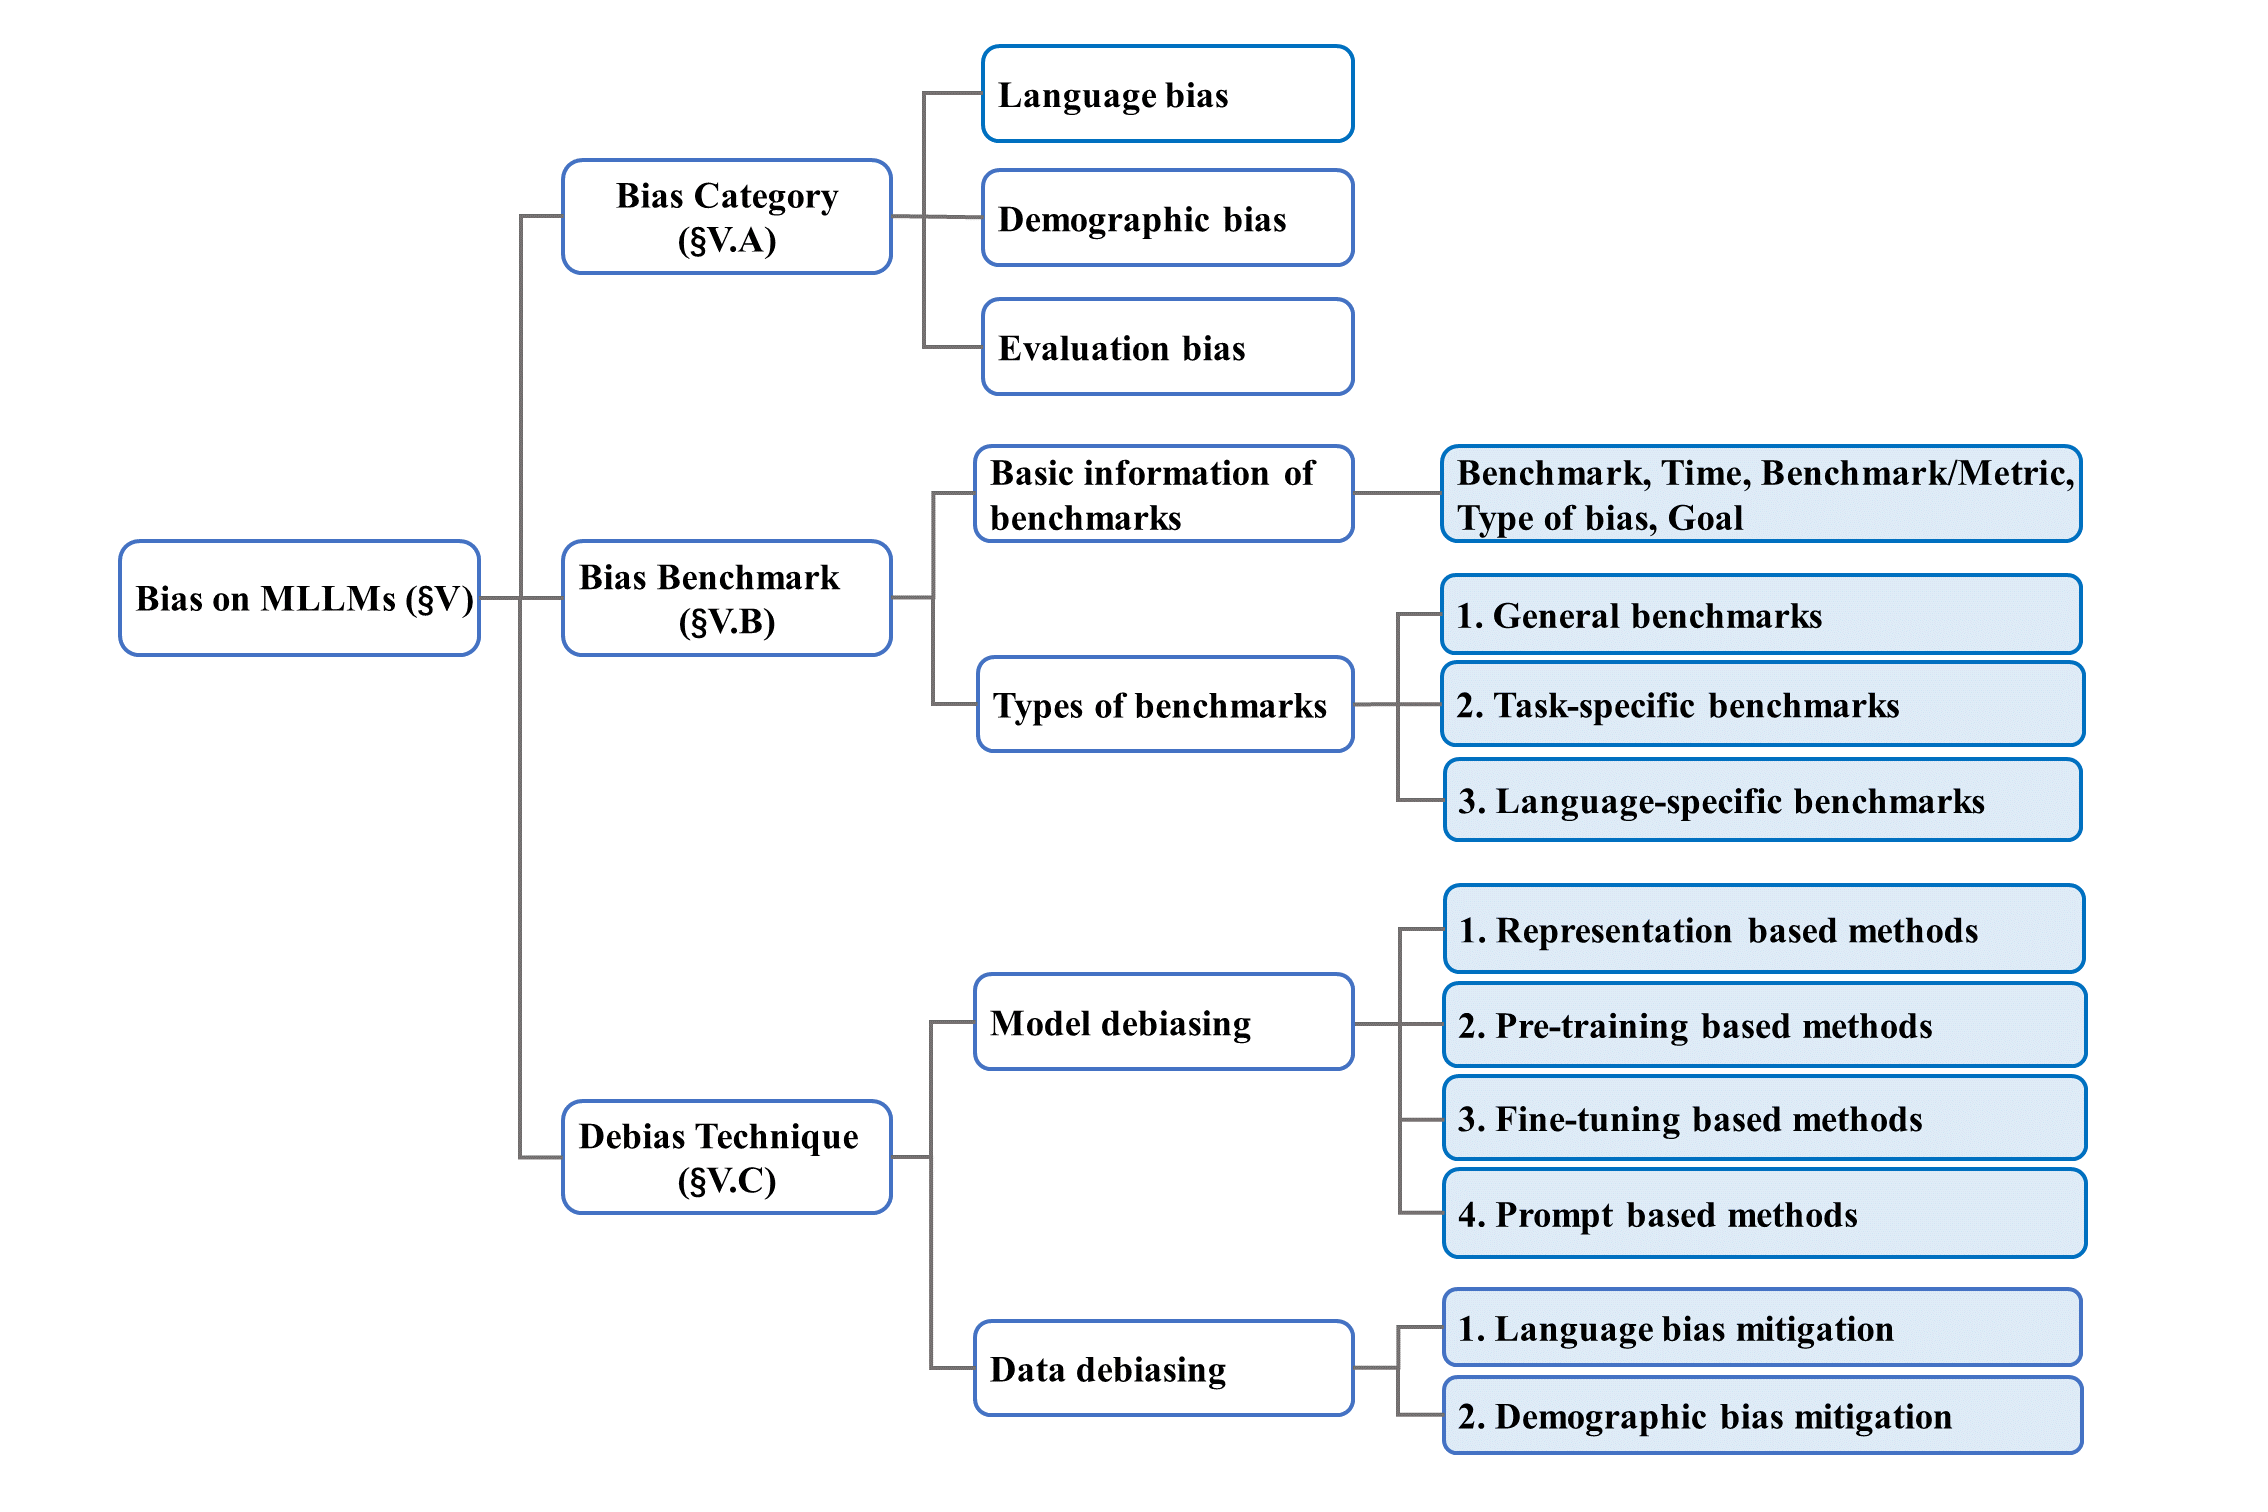 Bias on MLLMs (§V)
Bias Category
(§V.A)
Language bias
Demographic bias
Evaluation bias
Bias Benchmark
(§V.B)
Basic information of
benchmarks
Benchmark, Time, Benchmark/Metric,
Type of bias, Goal
Types of benchmarks
1. General benchmarks
2. Task-specific benchmarks
3. Language-specific benchmarks
Debias Technique
(§V.C)
Model debiasing
1. Representation based methods
2. Pre-training based methods
3. Fine-tuning based methods
4. Prompt based methods
Data debiasing
1. Language bias mitigation
2. Demographic bias mitigation